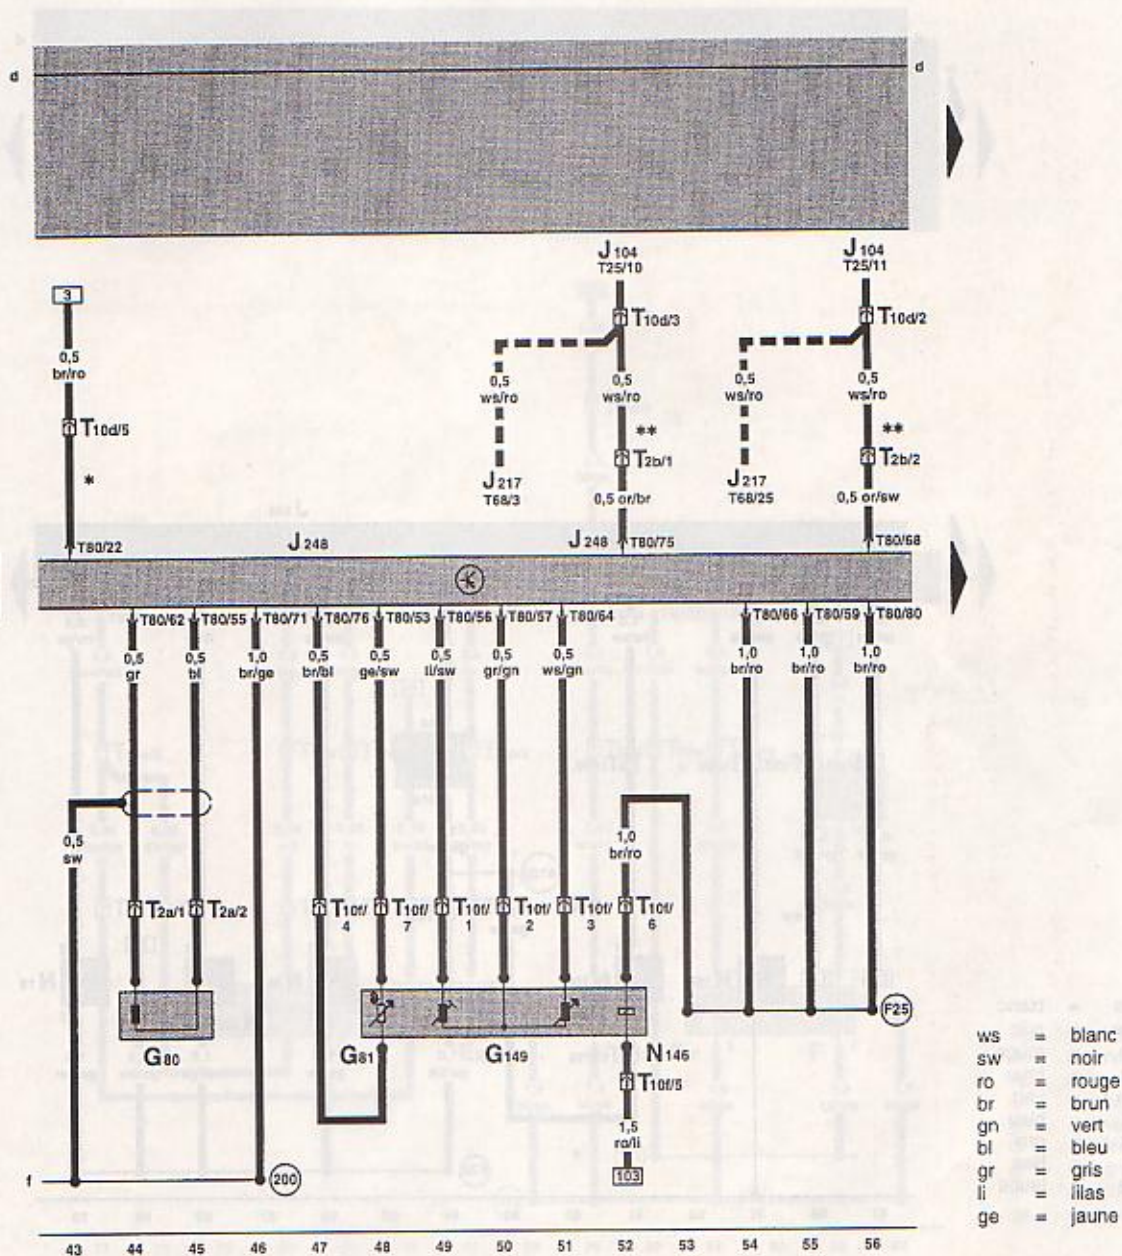 d d
J 104
T25/10
J 104
T25/11
3
T10d/3
T10d/2
0,5
br/ro
0,5
ws/ro
0,5
ws/ro
0,5
ws/ro
0,5
ws/ro
T10d/5
**
**
T2b/1
T2b/2
*
J 217
T68/3
0,5 or/br
J 217
T68/25
0,5 or/sw
T80/22
J 248
J 248
T80/75
T80/68
T80/62 T80/55 T80/71 T80/76 T80/53 T80/56 T80/57 T80/64 T80/66 T80/59 T80/80
0,5 0,5 1,0 0,5 0,5 0,5 0,5 0,5 1,0 1,0 1,0
gr bl br/ge br/bl ge/sw li/sw gr/gn ws/gn br/ro br/ro br/ro
0,5
sw
1,0
br/ro
T2a/1 T2a/2 T10f/4 T10f/7 T10f/1 T10f/2 T10f/3 T10f/6
F25
G80 G81 G149 N146
T10f/5
1,5
ro/li
103
f
200
ws = blanc
sw = noir
ro = rouge
br = brun
gn = vert
bl = bleu
gr = gris
li = lilas
ge = jaune
43 44 45 46 47 48 49 50 51 52 53 54 55 56